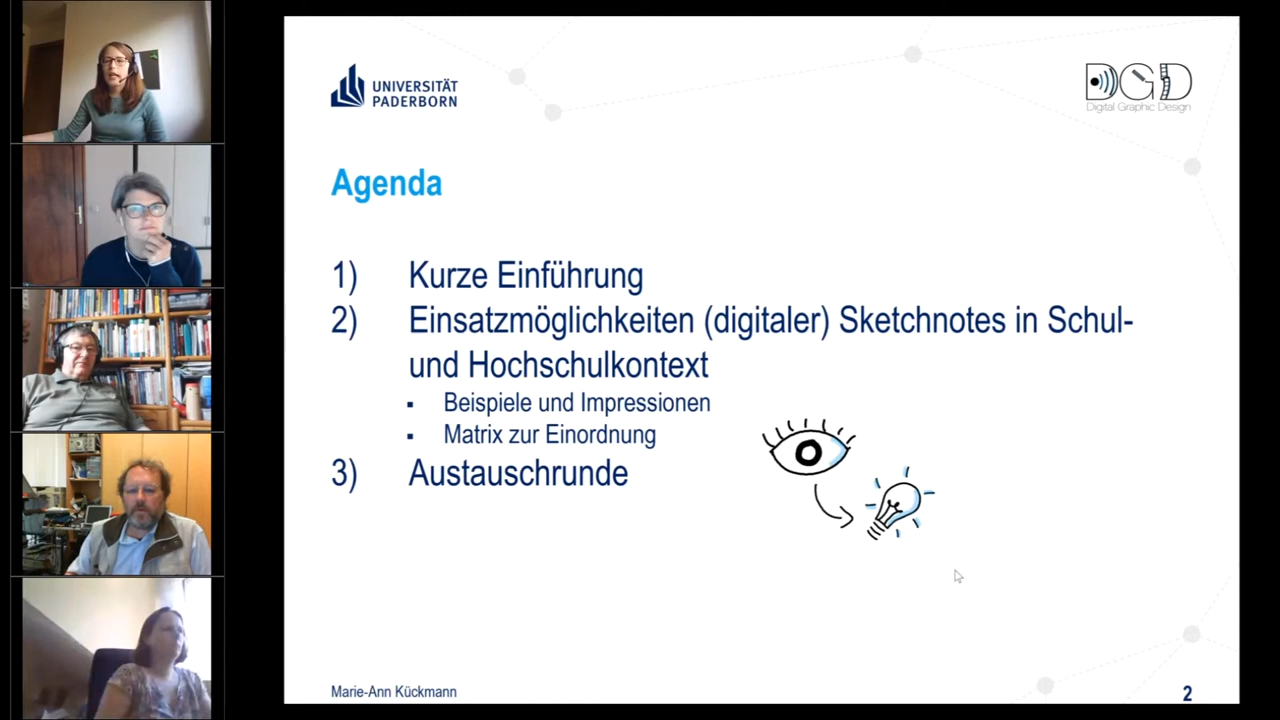 UNIVERSITÄT
PADERBORN
DGD
Digital Graphic Design
Agenda
1) Kurze Einführung
2) Einsatzmöglichkeiten (digitaler) Sketchnotes in Schul-
und Hochschulkontext
▪ Beispiele und Impressionen
▪ Matrix zur Einordnung
3) Austauschrunde
Marie-Ann Kückmann
2